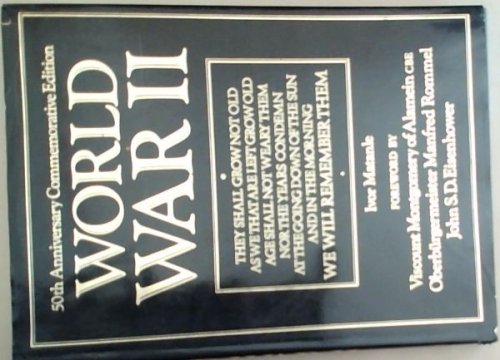 50th Anniversary Commemorative Edition
WORLD
WAR II
THEY SHALL GROW NOT OLD
AS WE THAT ARE LEFT GROW OLD
AGE SHALL NOT WEARY THEM
NOR THE YEARS CONDEMN
AT THE GOING DOWN OF THE SUN
AND IN THE MORNING
WE WILL REMEMBER THEM
Ivor Matanle
FOREWORD BY
Viscount Montgomery of Alamein CBE
Oberbürgermeister Manfred Rommel
John S.D. Eisenhower